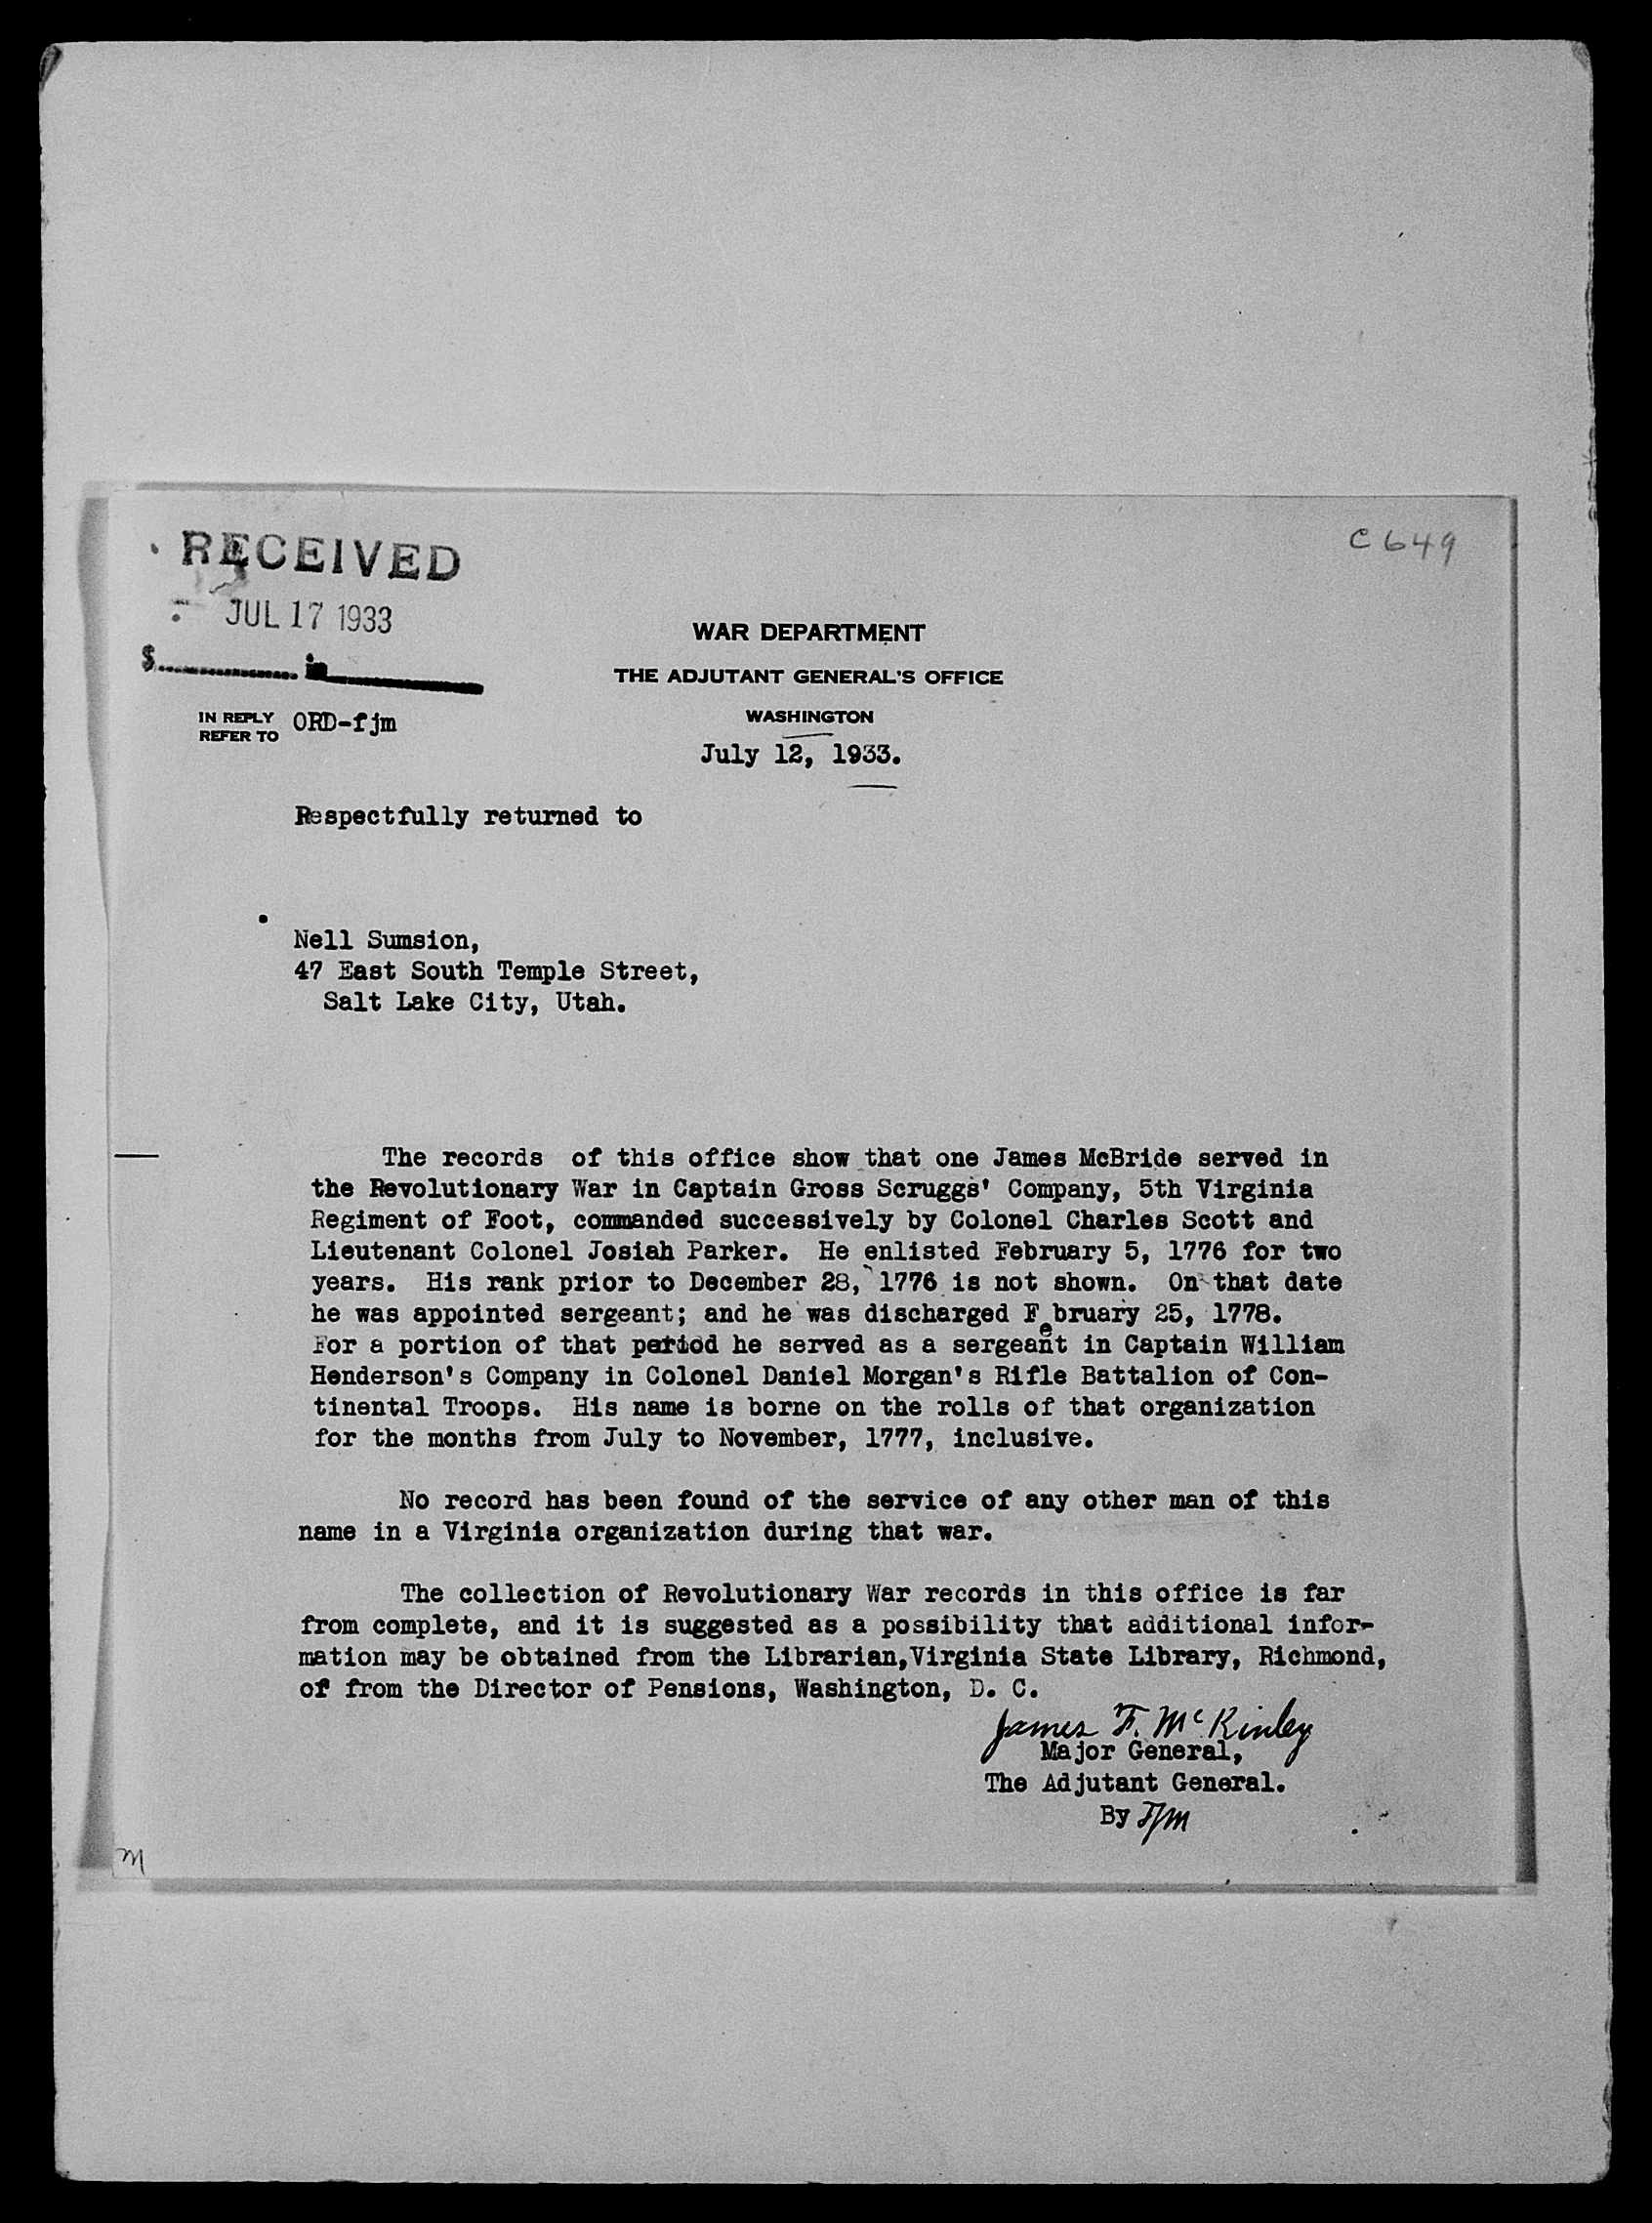 RECEIVED
C 649
JUL 17 1933
$ in
WAR DEPARTMENT
THE ADJUTANT GENERAL'S OFFICE
IN REPLY
REFER TO ORD-fjm
WASHINGTON
July 12, 1933.
Respectfully returned to
Nell Sumsion,
47 East South Temple Street,
Salt Lake City, Utah.
The records of this office show that one James McBride served in
the Revolutionary War in Captain Gross Scruggs' Company, 5th Virginia
Regiment of Foot, commanded successively by Colonel Charles Scott and
Lieutenant Colonel Josiah Parker. He enlisted February 5, 1776 for two
years. His rank prior to December 28, 1776 is not shown. On that date
he was appointed sergeant; and he was discharged February 25, 1778.
For a portion of that period he served as a sergeant in Captain William
Henderson's Company in Colonel Daniel Morgan's Rifle Battalion of Con-
tinental Troops. His name is borne on the rolls of that organization
for the months from July to November, 1777, inclusive.
No record has been found of the service of any other man of this
name in a Virginia organization during that war.
The collection of Revolutionary War records in this office is far
from complete, and it is suggested as a possibility that additional infor-
mation may be obtained from the Librarian,Virginia State Library, Richmond,
of from the Director of Pensions, Washington, D. C.
James F. McKinley
Major General,
The Adjutant General.
By FJM
M